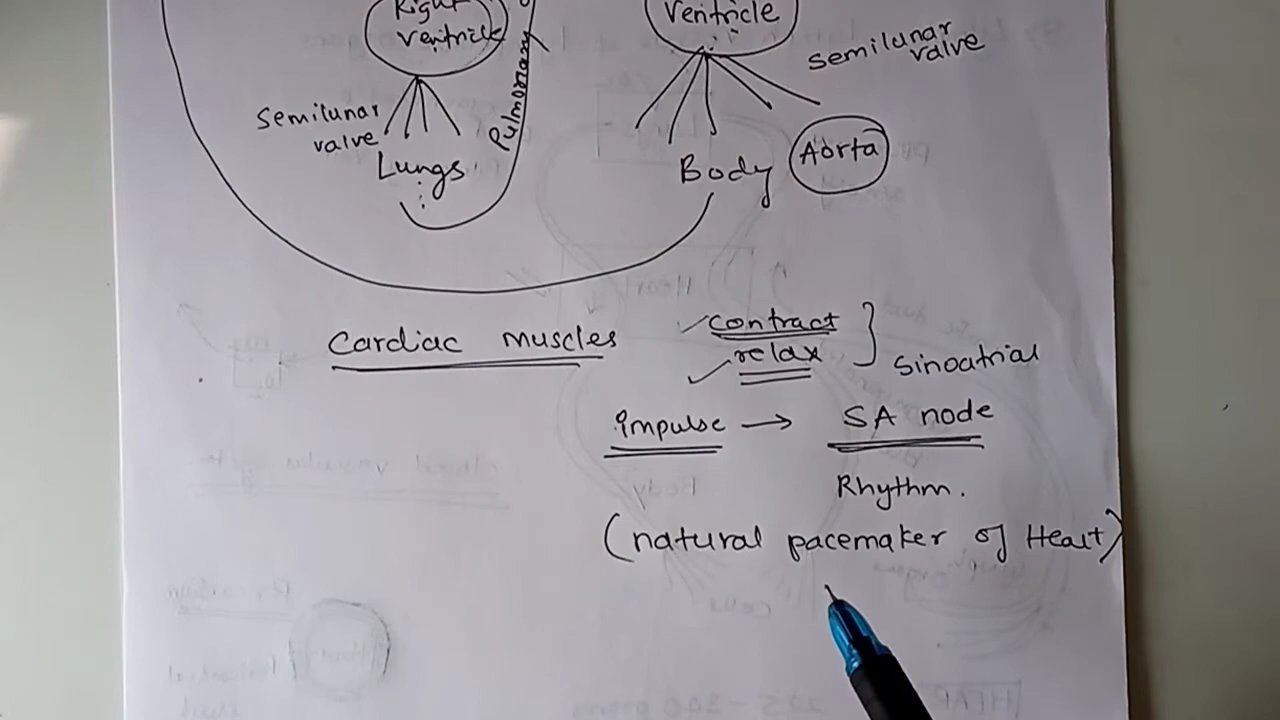 Right
ventricle
ventricle
semilunar
valve
Pulmonary
semilunar
valve
Lungs
Body
Aorta
Cardiac muscles
contract
relax
Sinoatrial
impulse → SA node
Rhythm.
(natural pacemaker of Heart)